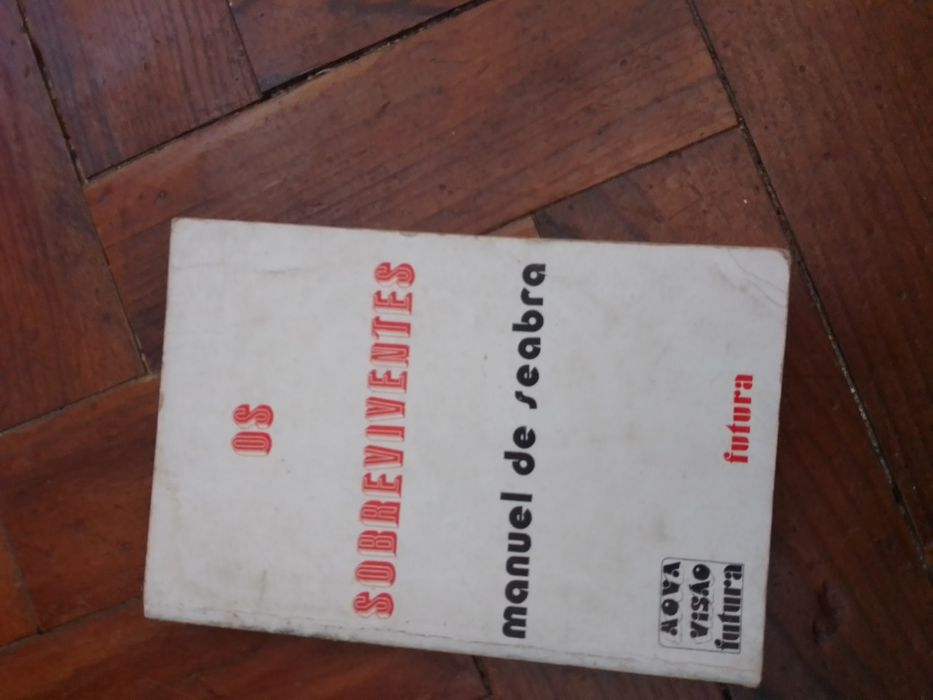 OS
SOBREVIVENTES
manuel de seabra
futura
NOVA
VISÃO
futura